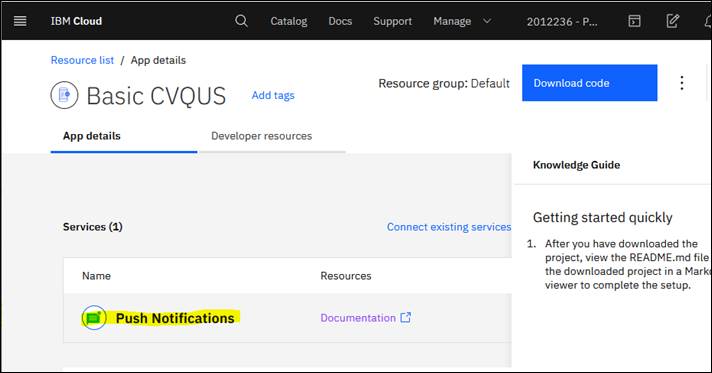 IBM Cloud
Catalog
Docs
Support
Manage
2012236 - P...
Resource list / App details
Basic CVQUS
Add tags
Resource group: Default
Download code
App details
Developer resources
Knowledge Guide
Services (1)
Connect existing services
Getting started quickly
1. After you have downloaded the
project, view the README.md file
the downloaded project in a Marko
viewer to complete the setup.
Name
Resources
Push Notifications
Documentation